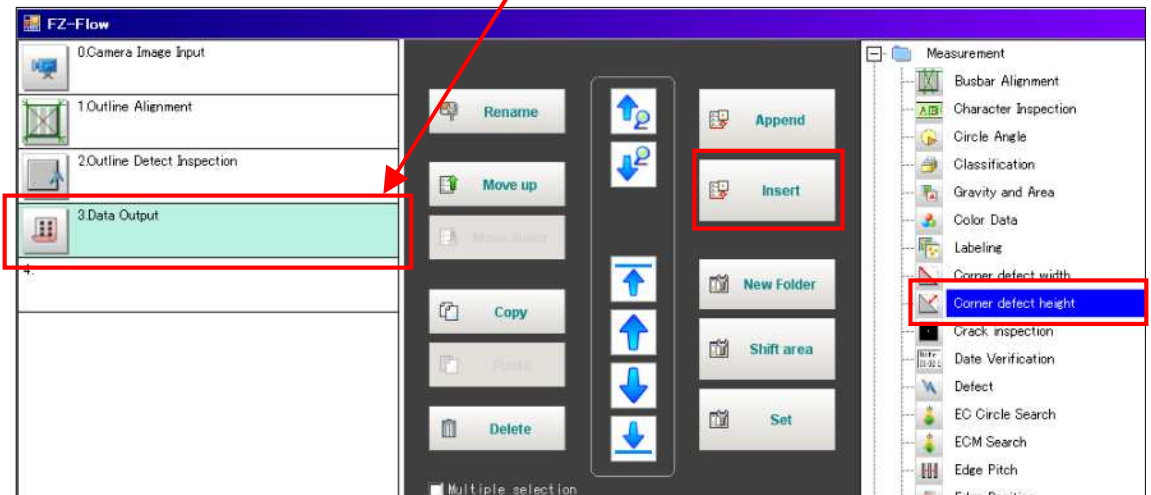 FZ-Flow
0.Camera Image Input
1.Outline Alignment
2.Outline Detect Inspection
3.Data Output
4.
Rename
Move up
Move down
Copy
Paste
Delete
Multiple selection
Append
Insert
New Folder
Shift area
Set
Measurement
Busbar Alignment
Character Inspection
Circle Angle
Classification
Gravity and Area
Color Data
Labeling
Corner defect width
Corner defect height
Crack inspection
Date Verification
Defect
EC Circle Search
ECM Search
Edge Pitch
Edge Position